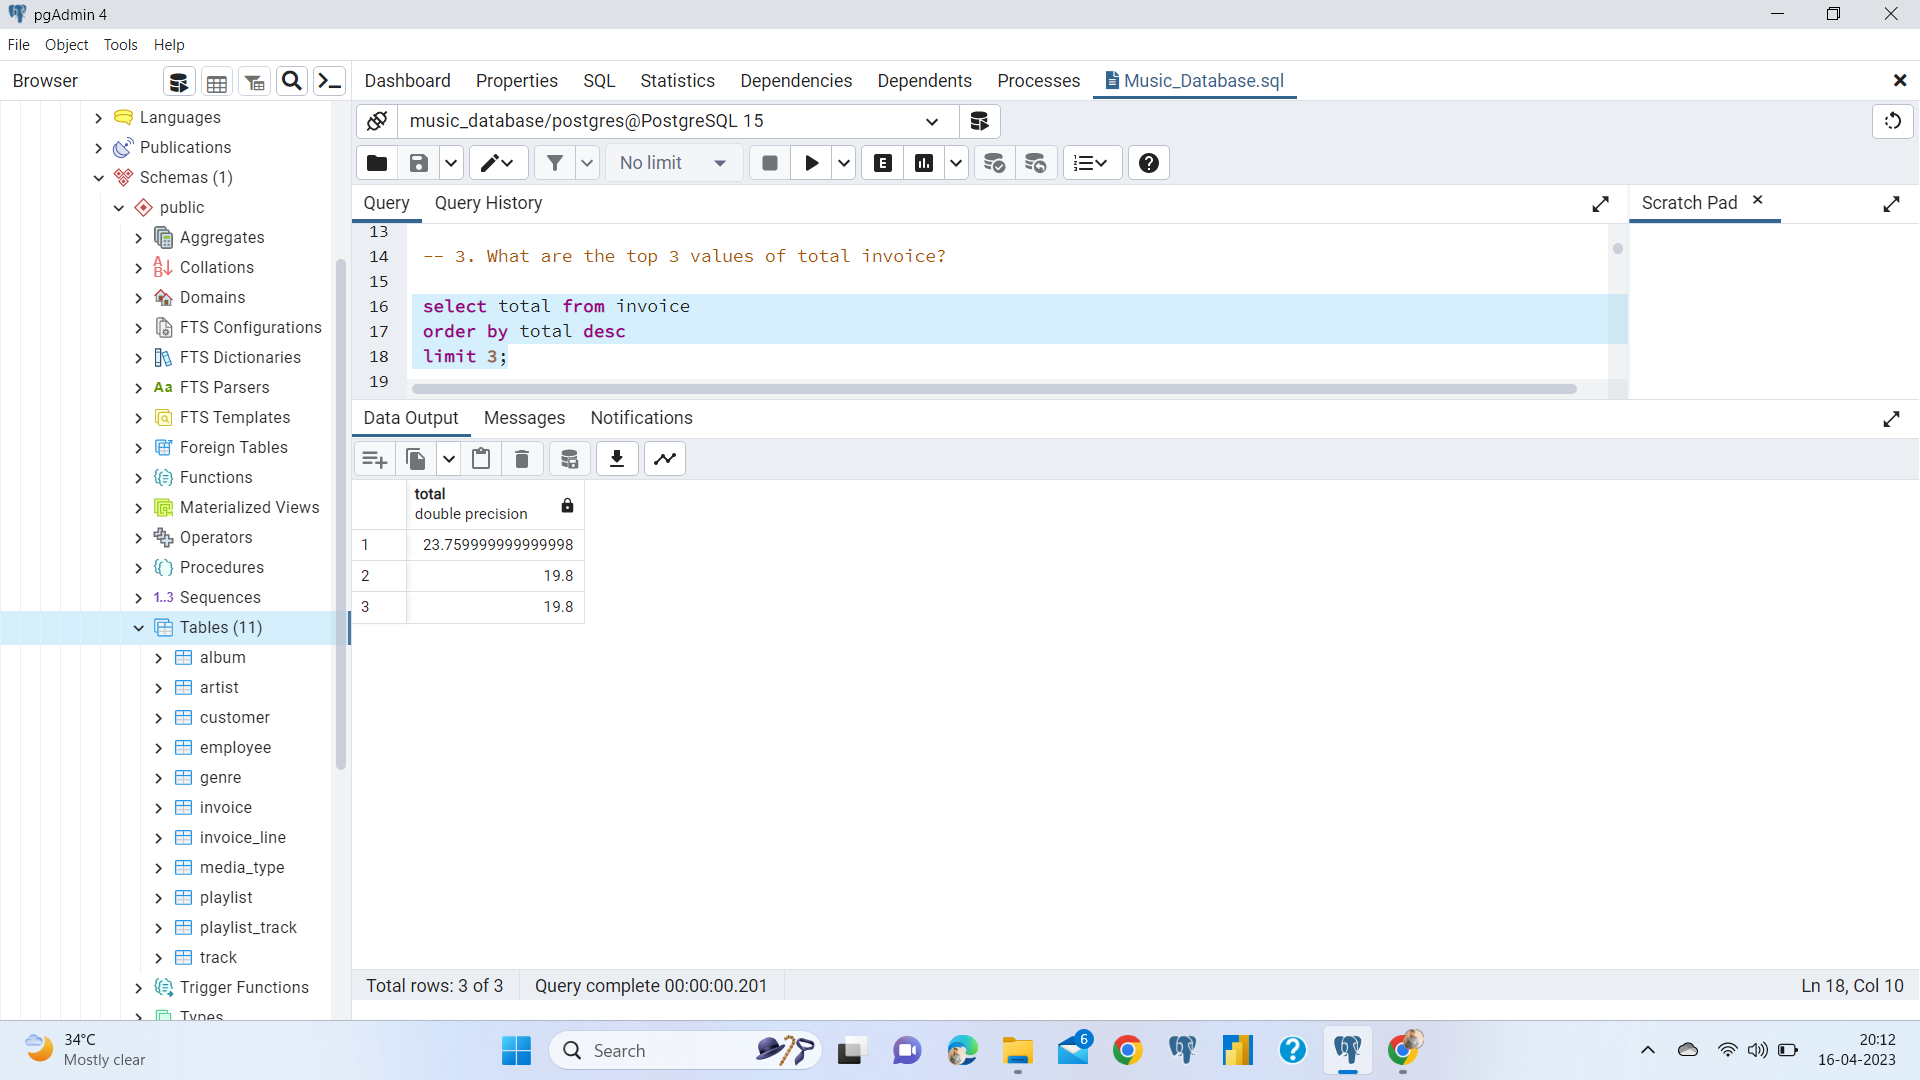 pgAdmin 4
File Object Tools Help
Browser
Dashboard Properties SQL Statistics Dependencies Dependents Processes Music_Database.sql
music_database/postgres@PostgreSQL 15
No limit
Query Query History
Scratch Pad
13
14 -- 3. What are the top 3 values of total invoice?
15
16 select total from invoice
17 order by total desc
18 limit 3;
19
Data Output Messages Notifications
total
double precision
1 23.759999999999998
2 19.8
3 19.8
Total rows: 3 of 3 Query complete 00:00:00.201 Ln 18, Col 10
Languages
Publications
Schemas (1)
public
Aggregates
Collations
Domains
FTS Configurations
FTS Dictionaries
Aa FTS Parsers
FTS Templates
Foreign Tables
Functions
Materialized Views
Operators
Procedures
1..3 Sequences
Tables (11)
album
artist
customer
employee
genre
invoice
invoice_line
media_type
playlist
playlist_track
track
Trigger Functions
Types
34°C
Mostly clear
Search
6
20:12
16-04-2023